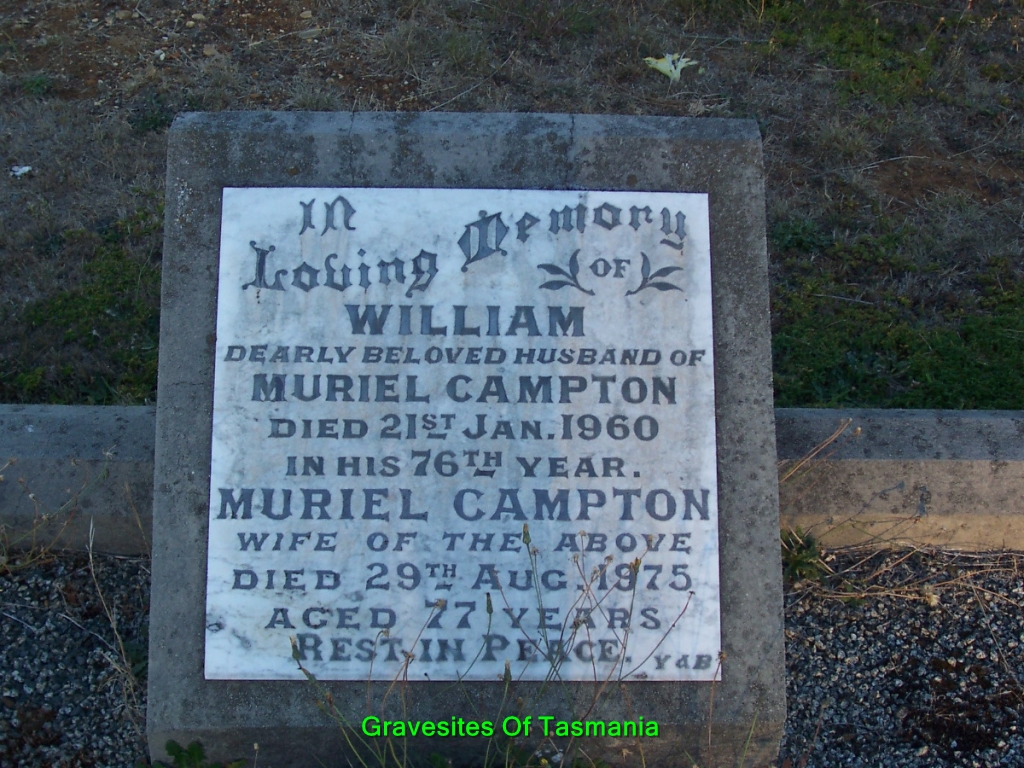 In
Loving Memory
OF
WILLIAM
DEARLY BELOVED HUSBAND OF
MURIEL CAMPTON
DIED 21ST JAN. 1960
IN HIS 76TH YEAR.
MURIEL CAMPTON
WIFE OF THE ABOVE
DIED 29TH AUG. 1975
AGED 77 YEARS
REST IN PEACE.
Y & B
Gravesites Of Tasmania